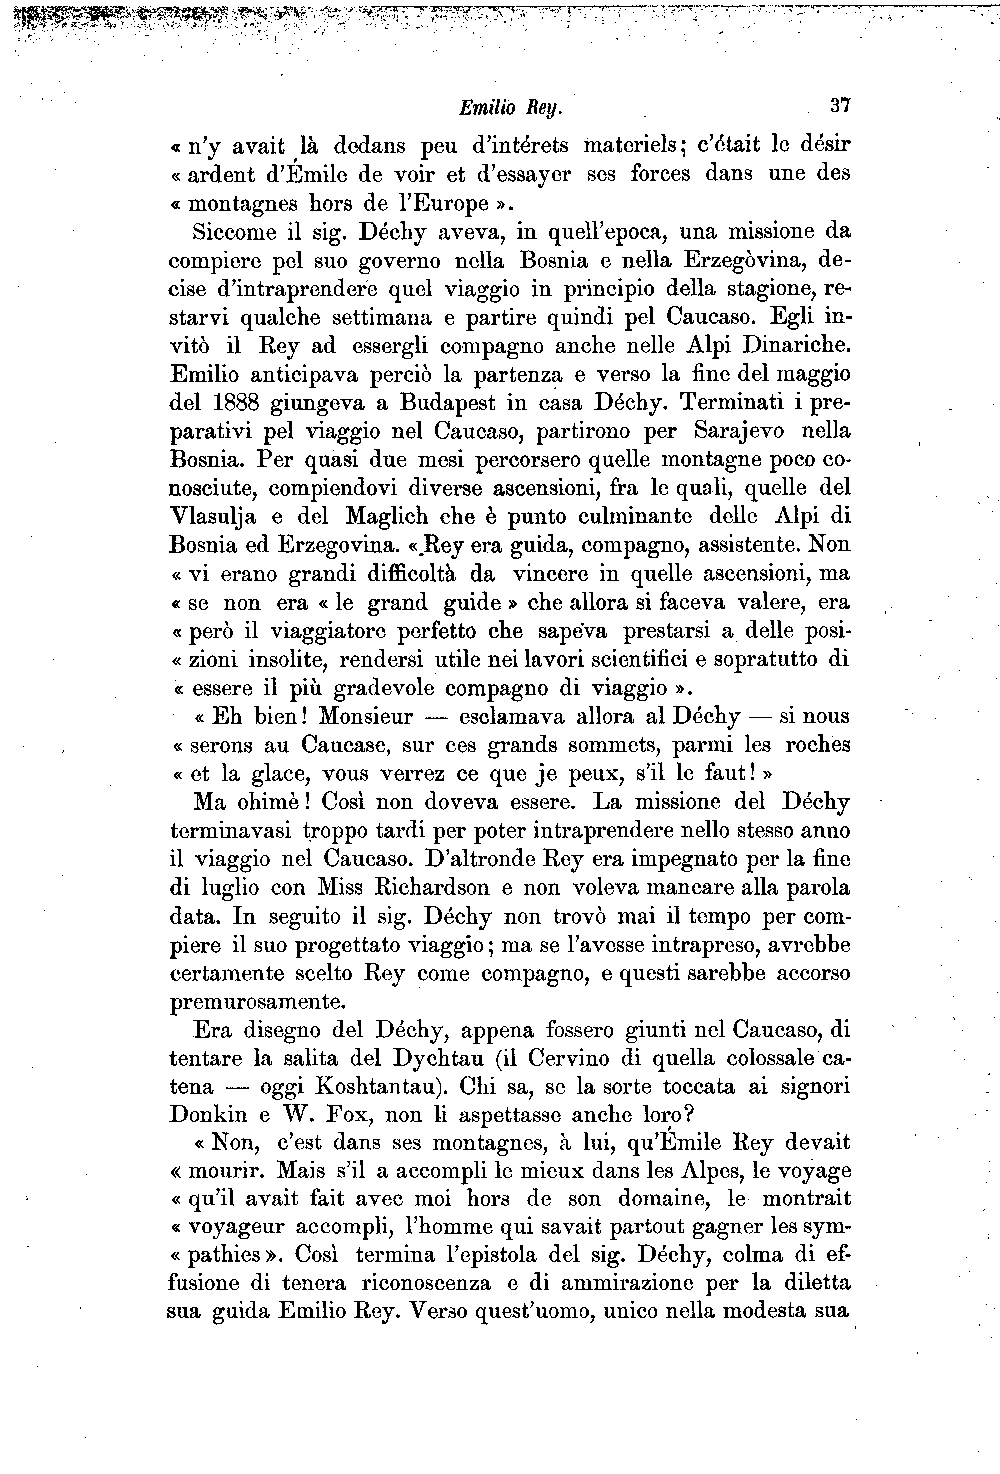 Emilio Rey. 37
« n'y avait là dedans peu d'intérets materiels; c'était le désir
« ardent d'Émile de voir et d'essayer ses forces dans une des
« montagnes hors de l'Europe ».
Siccome il sig. Déchy aveva, in quell'epoca, una missione da
compiere pel suo governo nella Bosnia e nella Erzegòvina, de-
cise d'intraprendere quel viaggio in principio della stagione, re-
starvi qualche settimana e partire quindi pel Caucaso. Egli in-
vitò il Rey ad essergli compagno anche nelle Alpi Dinariche.
Emilio anticipava perciò la partenza e verso la fine del maggio
del 1888 giungeva a Budapest in casa Déchy. Terminati i pre-
parativi pel viaggio nel Caucaso, partirono per Sarajevo nella
Bosnia. Per quasi due mesi percorsero quelle montagne poco co-
nosciute, compiendovi diverse ascensioni, fra le quali, quelle del
Vlasulja e del Maglich che è punto culminante delle Alpi di
Bosnia ed Erzegovina. « Rey era guida, compagno, assistente. Non
« vi erano grandi difficoltà da vincere in quelle ascensioni, ma
« se non era « le grand guide » che allora si faceva valere, era
« però il viaggiatore perfetto che sapeva prestarsi a delle posi-
« zioni insolite, rendersi utile nei lavori scientifici e sopratutto di
« essere il più gradevole compagno di viaggio ».
« Eh bien! Monsieur — esclamava allora al Déchy — si nous
« serons au Caucase, sur ces grands sommets, parmi les roches
« et la glace, vous verrez ce que je peux, s'il le faut! »
Ma ohimè! Così non doveva essere. La missione del Déchy
terminavasi troppo tardi per poter intraprendere nello stesso anno
il viaggio nel Caucaso. D'altronde Rey era impegnato per la fine
di luglio con Miss Richardson e non voleva mancare alla parola
data. In seguito il sig. Déchy non trovò mai il tempo per com-
piere il suo progettato viaggio; ma se l'avesse intrapreso, avrebbe
certamente scelto Rey come compagno, e questi sarebbe accorso
premurosamente.
Era disegno del Déchy, appena fossero giunti nel Caucaso, di
tentare la salita del Dychtau (il Cervino di quella colossale ca-
tena — oggi Koshtantau). Chi sa, se la sorte toccata ai signori
Donkin e W. Fox, non li aspettasse anche loro?
« Non, c'est dans ses montagnes, à lui, qu'Émile Rey devait
« mourir. Mais s'il a accompli le mieux dans les Alpes, le voyage
« qu'il avait fait avec moi hors de son domaine, le montrait
« voyageur accompli, l'homme qui savait partout gagner les sym-
« pathies ». Così termina l'epistola del sig. Déchy, colma di ef-
fusione di tenera riconoscenza e di ammirazione per la diletta
sua guida Emilio Rey. Verso quest'uomo, unico nella modesta sua